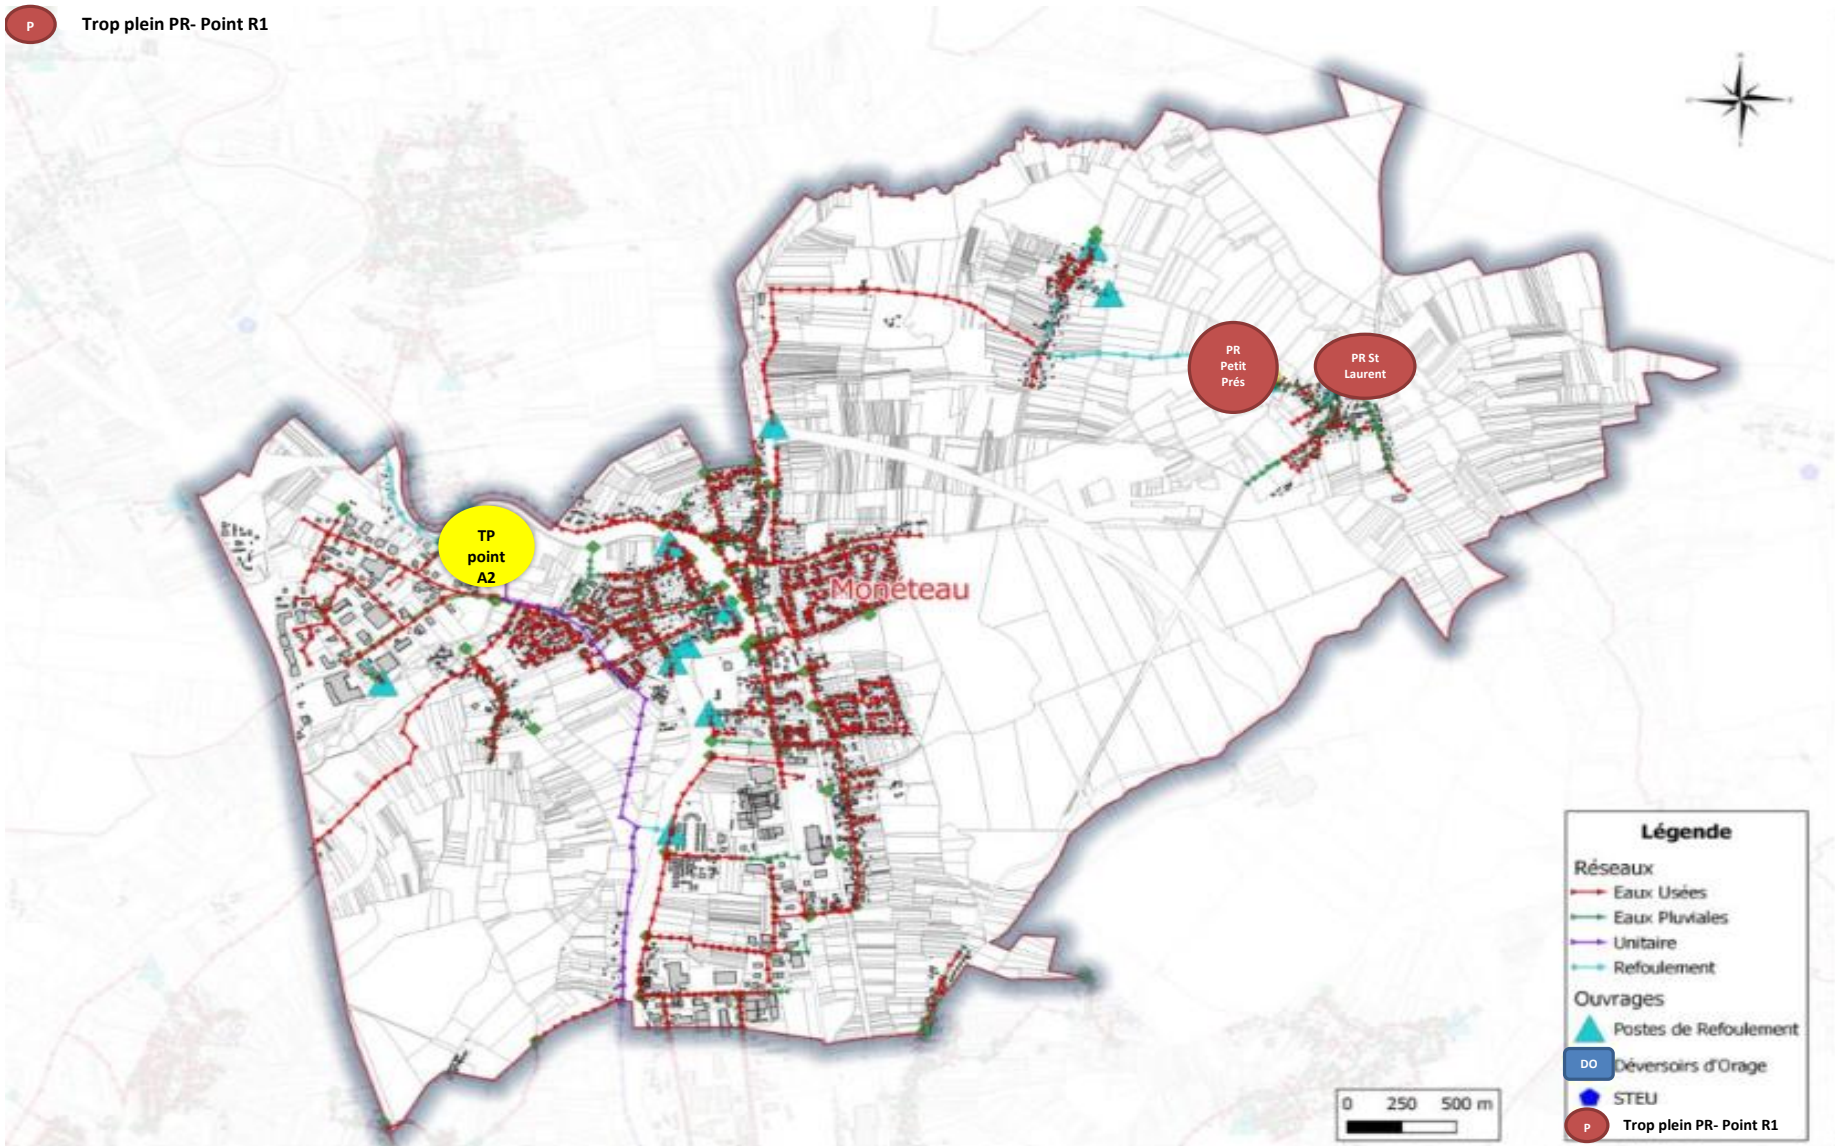 P Trop plein PR- Point R1
PR
Petit
Prés
PR St
Laurent
TP
point
A2
Moneteau
Légende
Réseaux
Eaux Usées
Eaux Pluviales
Unitaire
Refoulement
Ouvrages
Postes de Refoulement
DO Déversoirs d'Orage
STEU
P Trop plein PR- Point R1
0 250 500 m